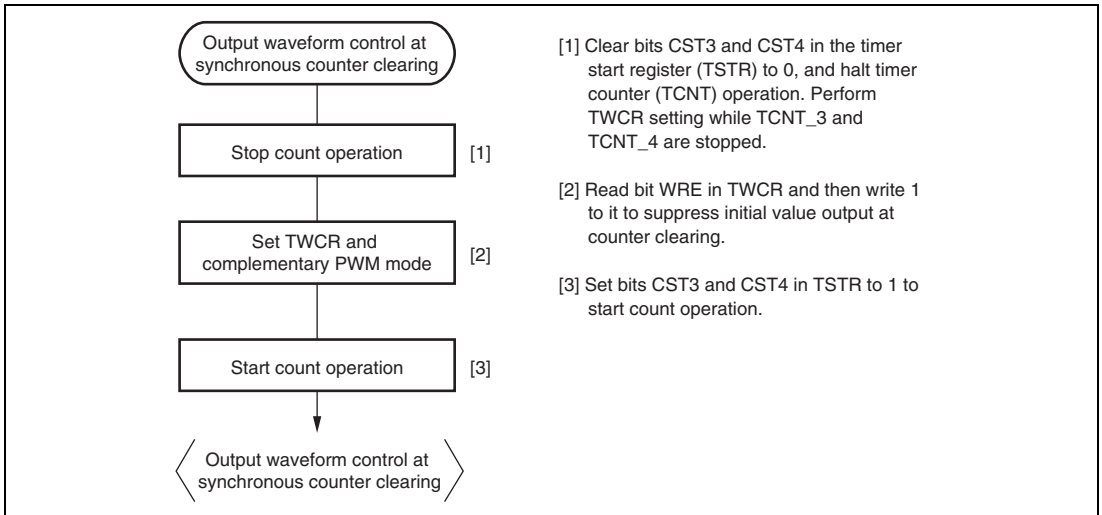 Output waveform control at
synchronous counter clearing
Stop count operation
[1]
Set TWCR and
complementary PWM mode
[2]
Start count operation
[3]
Output waveform control at
synchronous counter clearing
[1] Clear bits CST3 and CST4 in the timer
start register (TSTR) to 0, and halt timer
counter (TCNT) operation. Perform
TWCR setting while TCNT_3 and
TCNT_4 are stopped.
[2] Read bit WRE in TWCR and then write 1
to it to suppress initial value output at
counter clearing.
[3] Set bits CST3 and CST4 in TSTR to 1 to
start count operation.